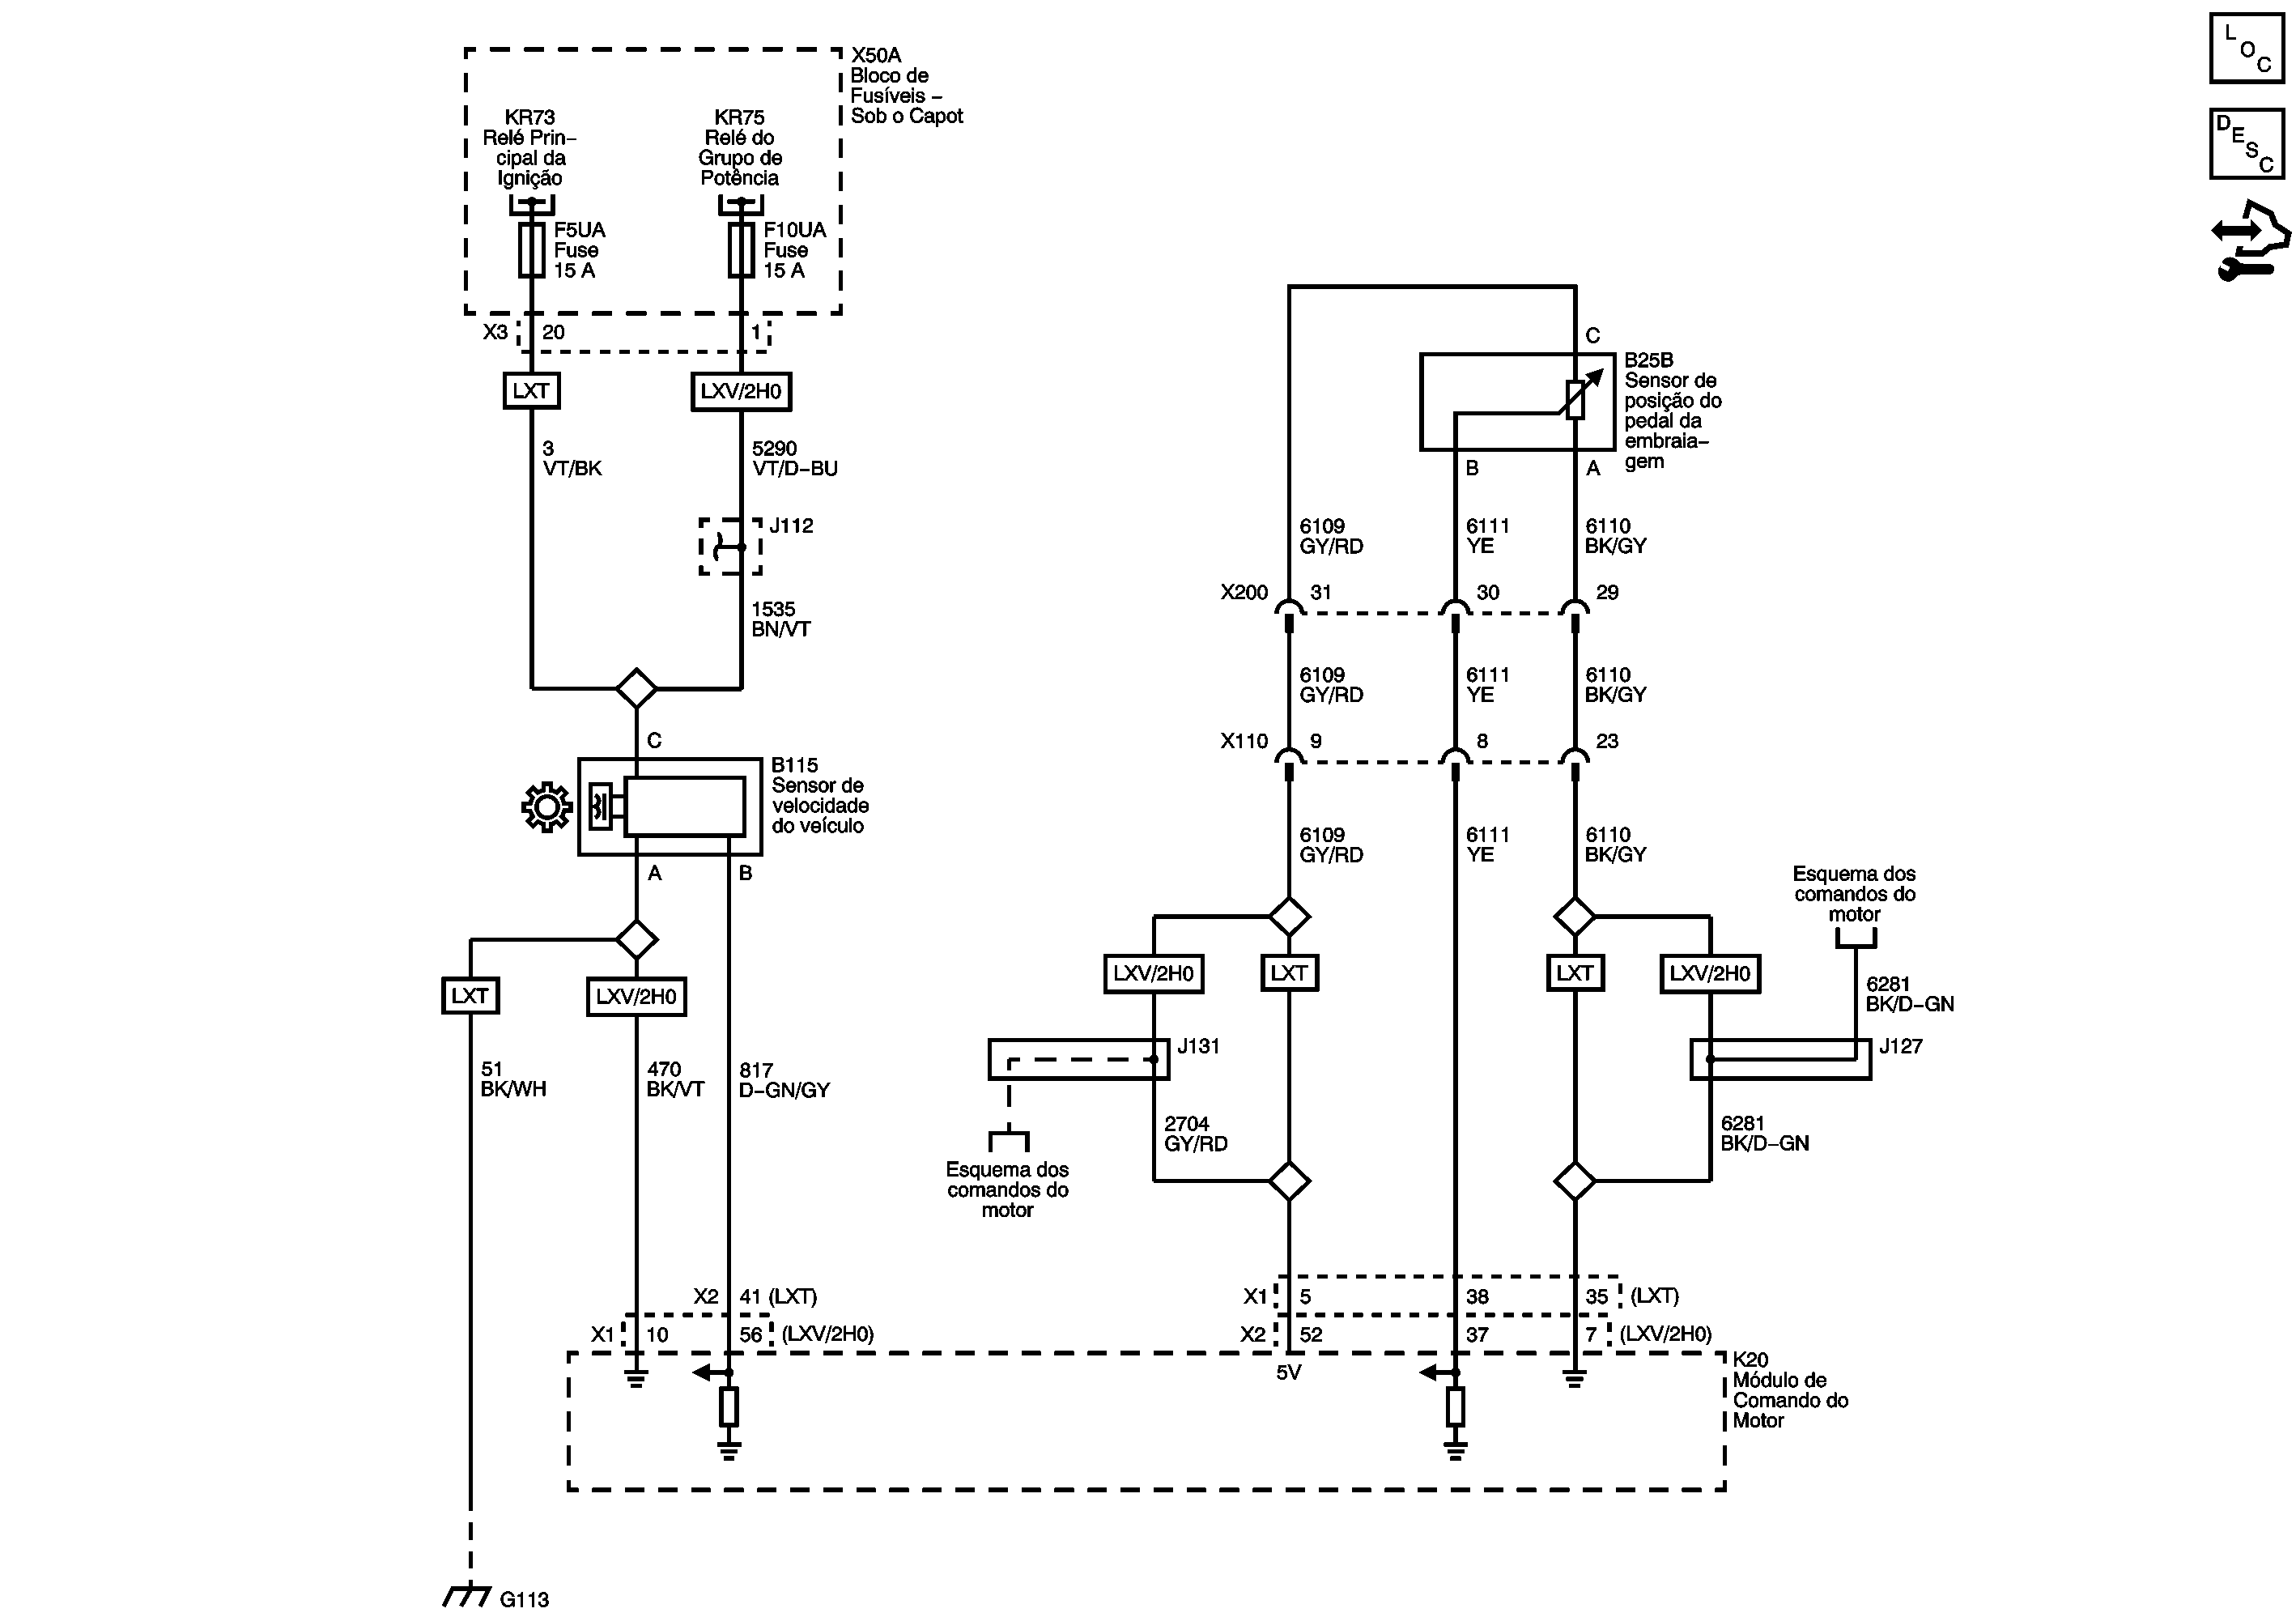 L
O
C
D
E
S
C
X50A
Bloco de
Fusíveis –
Sob o Capot
KR73
Relé Prin–
cipal da
Ignição
KR75
Relé do
Grupo de
Potência
F5UA
Fuse
15 A
F10UA
Fuse
15 A
X3
20
1
LXT
LXV/2H0
3
VT/BK
5290
VT/D–BU
J112
1535
BN/VT
C
B115
Sensor de
velocidade
do veículo
A
B
LXT
LXV/2H0
51
BK/WH
470
BK/VT
817
D–GN/GY
X2
41 (LXT)
X1
10
56
(LXV/2H0)
G113
C
B25B
Sensor de
posição do
pedal da
embraia–
gem
B
A
6109
GY/RD
6111
YE
6110
BK/GY
X200
31
30
29
6109
GY/RD
6111
YE
6110
BK/GY
X110
9
8
23
6109
GY/RD
6111
YE
6110
BK/GY
Esquema dos
comandos do
motor
LXV/2H0
LXT
LXT
LXV/2H0
6281
BK/D–GN
J131
J127
2704
GY/RD
6281
BK/D–GN
Esquema dos
comandos do
motor
X1
5
38
35
(LXT)
X2
52
37
7
(LXV/2H0)
5V
K20
Módulo de
Comando do
Motor